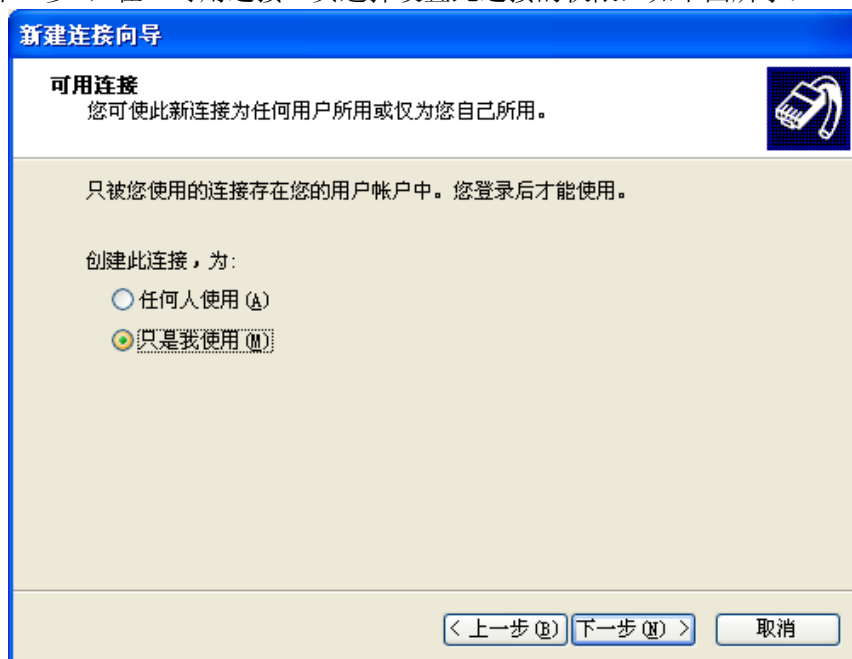 新建连接向导
可用连接
您可使此新连接为任何用户所用或仅为您自己所用。
只被您使用的连接存在您的用户帐户中。您登录后才能使用。
创建此连接，为:
任何人使用(A)
只是我使用(M)
< 上一步(B) 下一步(N) > 取消